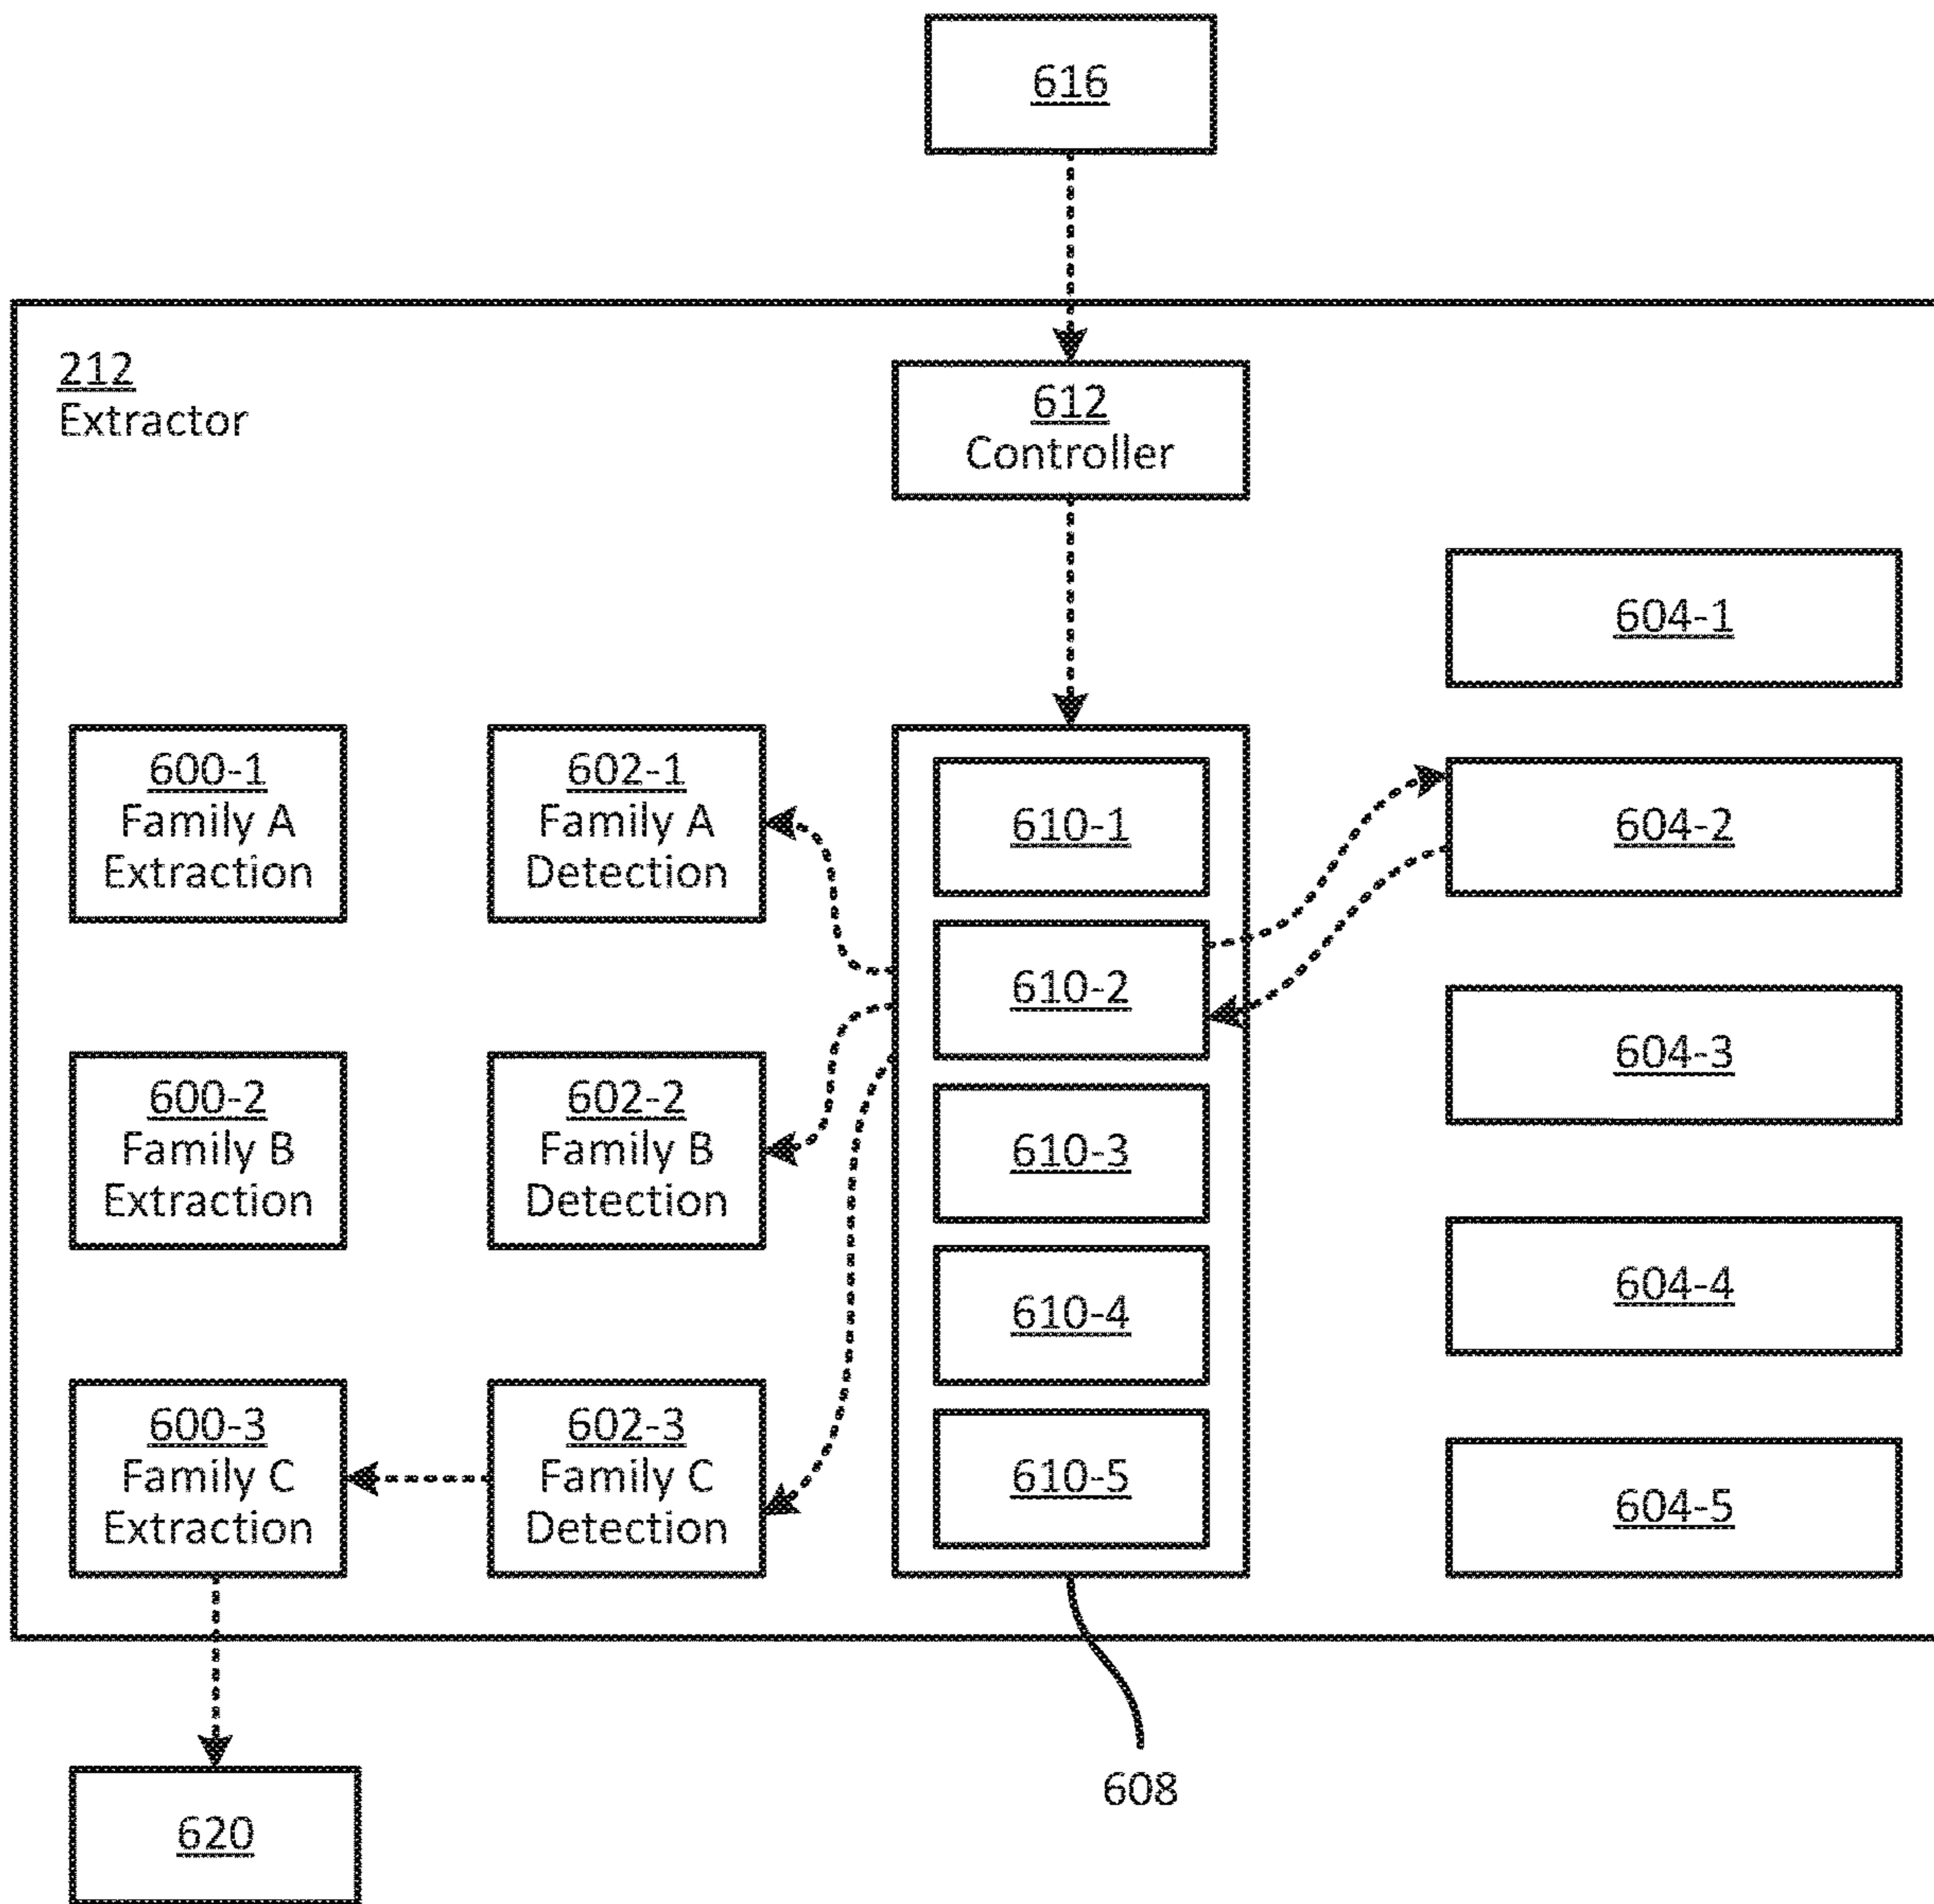 616
212
Extractor
612
Controller
604-1
600-1
Family A
Extraction
602-1
Family A
Detection
610-1
604-2
610-2
604-3
600-2
Family B
Extraction
602-2
Family B
Detection
610-3
604-4
610-4
600-3
Family C
Extraction
602-3
Family C
Detection
610-5
604-5
608
620